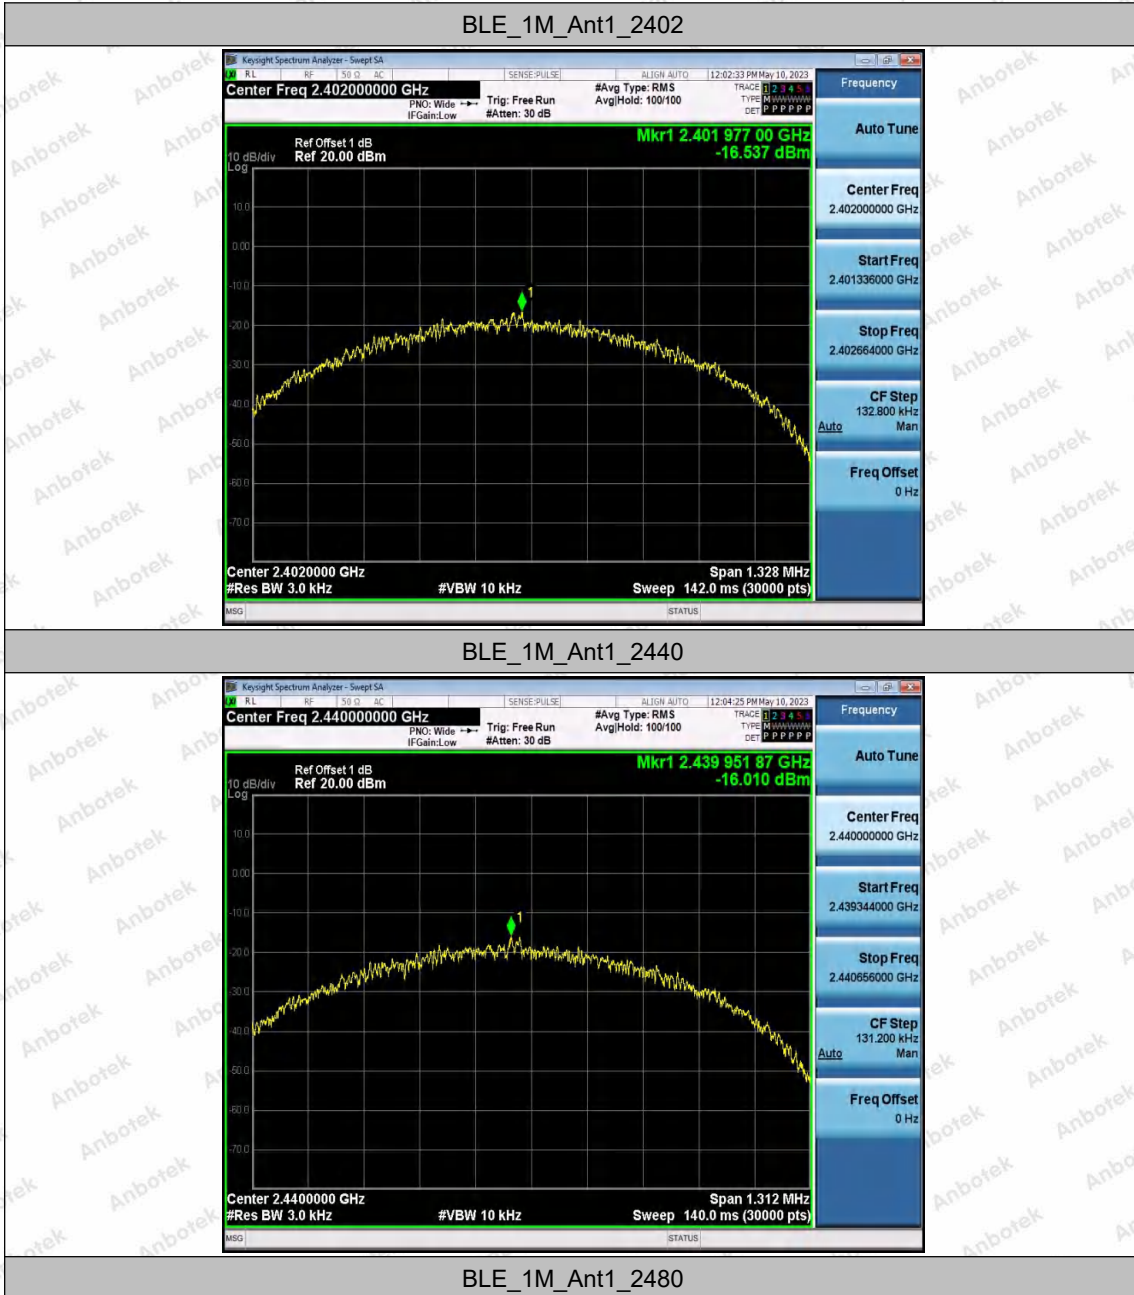 BLE_1M_Ant1_2402
Keysight Spectrum Analyzer - Swept SA
RL RF 50 Ω AC SENSE:PULSE ALIGN AUTO 12:02:33 PM May 10, 2023
Center Freq 2.402000000 GHz
#Avg Type: RMS
TRACE 1 2 3 4 5 6
PNO: Wide
Trig: Free Run
Avg|Hold: 100/100
TYPE M WWWWW
IFGain:Low
#Atten: 30 dB
DET P P P P P P
Frequency
Auto Tune
Mkr1 2.401 977 00 GHz
-16.537 dBm
Ref Offset 1 dB
10 dB/div Ref 20.00 dBm
Log
10.0
0.00
-10.0
-20.0
-30.0
-40.0
-50.0
-60.0
-70.0
1
Center Freq
2.402000000 GHz
Start Freq
2.401336000 GHz
Stop Freq
2.402664000 GHz
CF Step
132.800 kHz
Auto Man
Freq Offset
0 Hz
Center 2.4020000 GHz Span 1.328 MHz
#Res BW 3.0 kHz #VBW 10 kHz Sweep 142.0 ms (30000 pts)
MSG STATUS
BLE_1M_Ant1_2440
Keysight Spectrum Analyzer - Swept SA
RL RF 50 Ω AC SENSE:PULSE ALIGN AUTO 12:04:25 PM May 10, 2023
Center Freq 2.440000000 GHz
#Avg Type: RMS
TRACE 1 2 3 4 5 6
PNO: Wide
Trig: Free Run
Avg|Hold: 100/100
TYPE M WWWWW
IFGain:Low
#Atten: 30 dB
DET P P P P P P
Frequency
Auto Tune
Mkr1 2.439 951 87 GHz
-16.010 dBm
Ref Offset 1 dB
10 dB/div Ref 20.00 dBm
Log
10.0
0.00
-10.0
-20.0
-30.0
-40.0
-50.0
-60.0
-70.0
1
Center Freq
2.440000000 GHz
Start Freq
2.439344000 GHz
Stop Freq
2.440656000 GHz
CF Step
131.200 kHz
Auto Man
Freq Offset
0 Hz
Center 2.4400000 GHz Span 1.312 MHz
#Res BW 3.0 kHz #VBW 10 kHz Sweep 140.0 ms (30000 pts)
MSG STATUS
BLE_1M_Ant1_2480
Anbotek